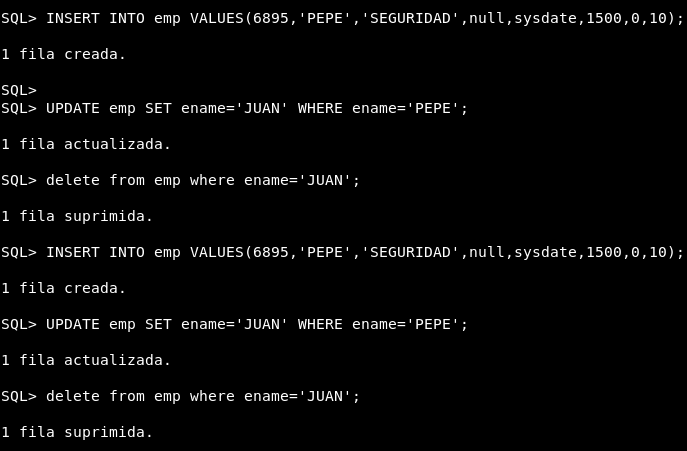 SQL> INSERT INTO emp VALUES(6895,'PEPE','SEGURIDAD',null,sysdate,1500,0,10);
1 fila creada.
SQL>
SQL> UPDATE emp SET ename='JUAN' WHERE ename='PEPE';
1 fila actualizada.
SQL> delete from emp where ename='JUAN';
1 fila suprimida.
SQL> INSERT INTO emp VALUES(6895,'PEPE','SEGURIDAD',null,sysdate,1500,0,10);
1 fila creada.
SQL> UPDATE emp SET ename='JUAN' WHERE ename='PEPE';
1 fila actualizada.
SQL> delete from emp where ename='JUAN';
1 fila suprimida.